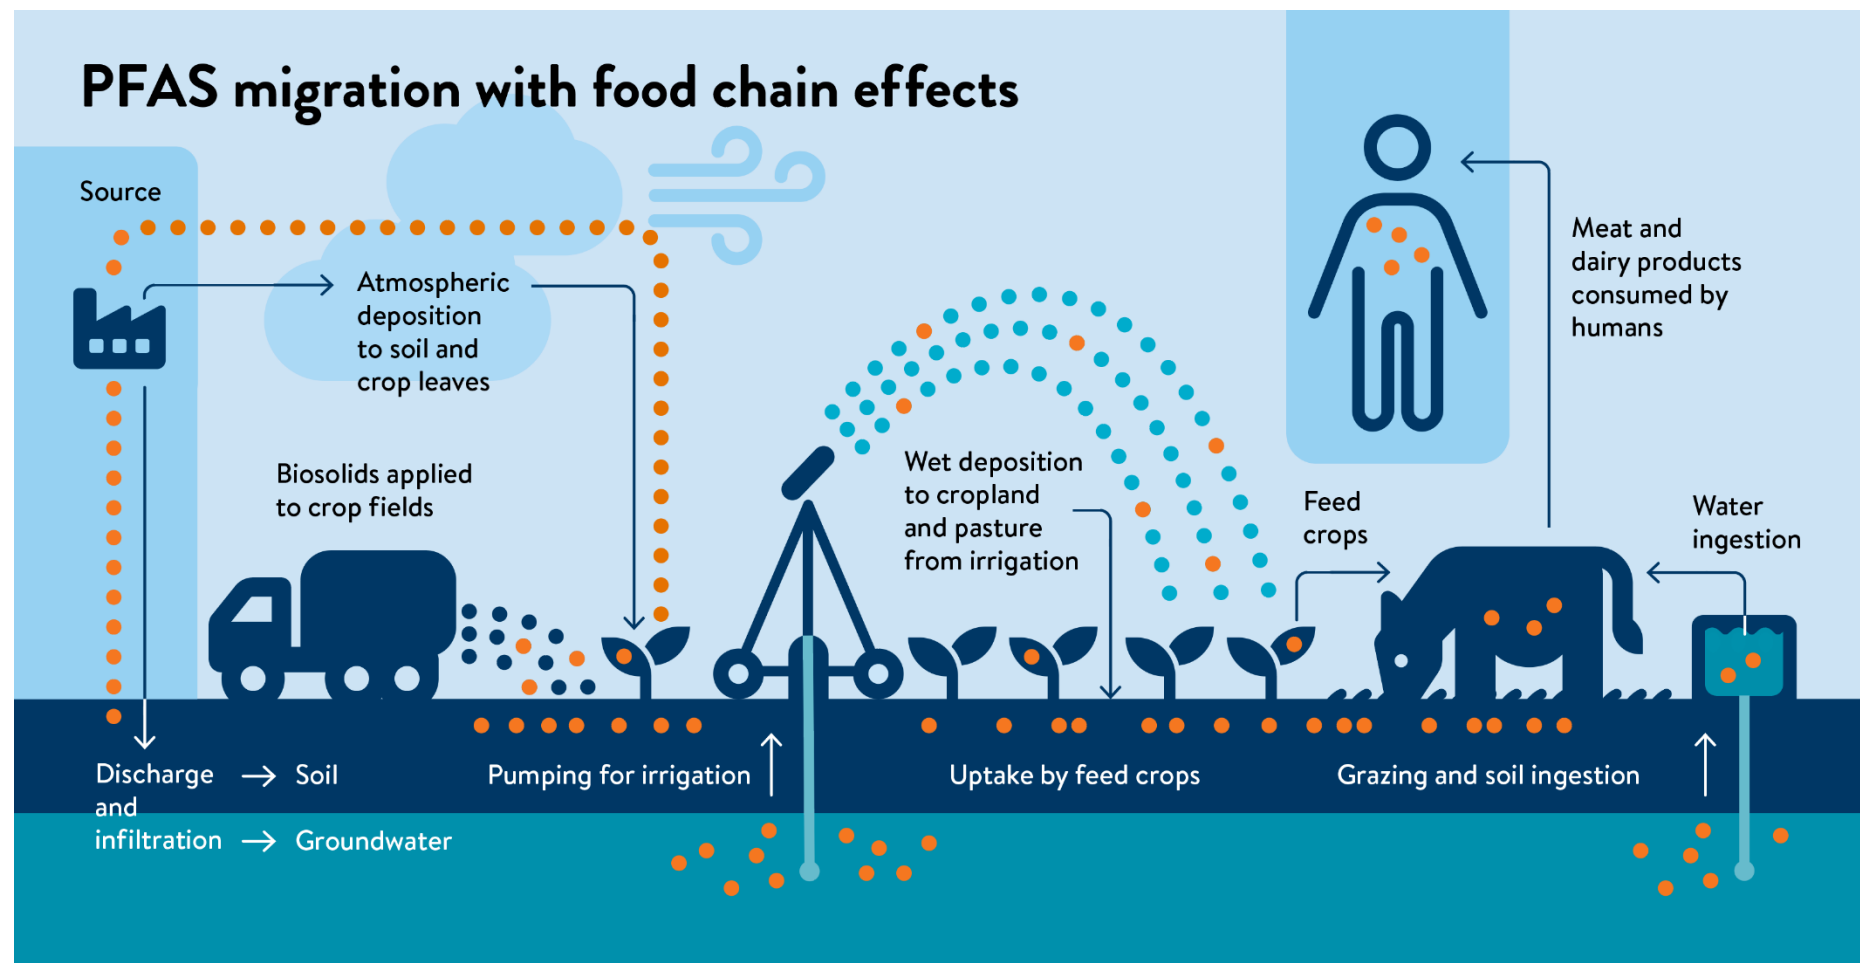 PFAS migration with food chain effects
Source
Atmospheric
deposition
to soil and
crop leaves
Biosolids applied
to crop fields
Wet deposition
to cropland
and pasture
from irrigation
Feed
crops
Meat and
dairy products
consumed by
humans
Water
ingestion
Discharge → Soil
and
infiltration → Groundwater
Pumping for irrigation
Uptake by feed crops
Grazing and soil ingestion